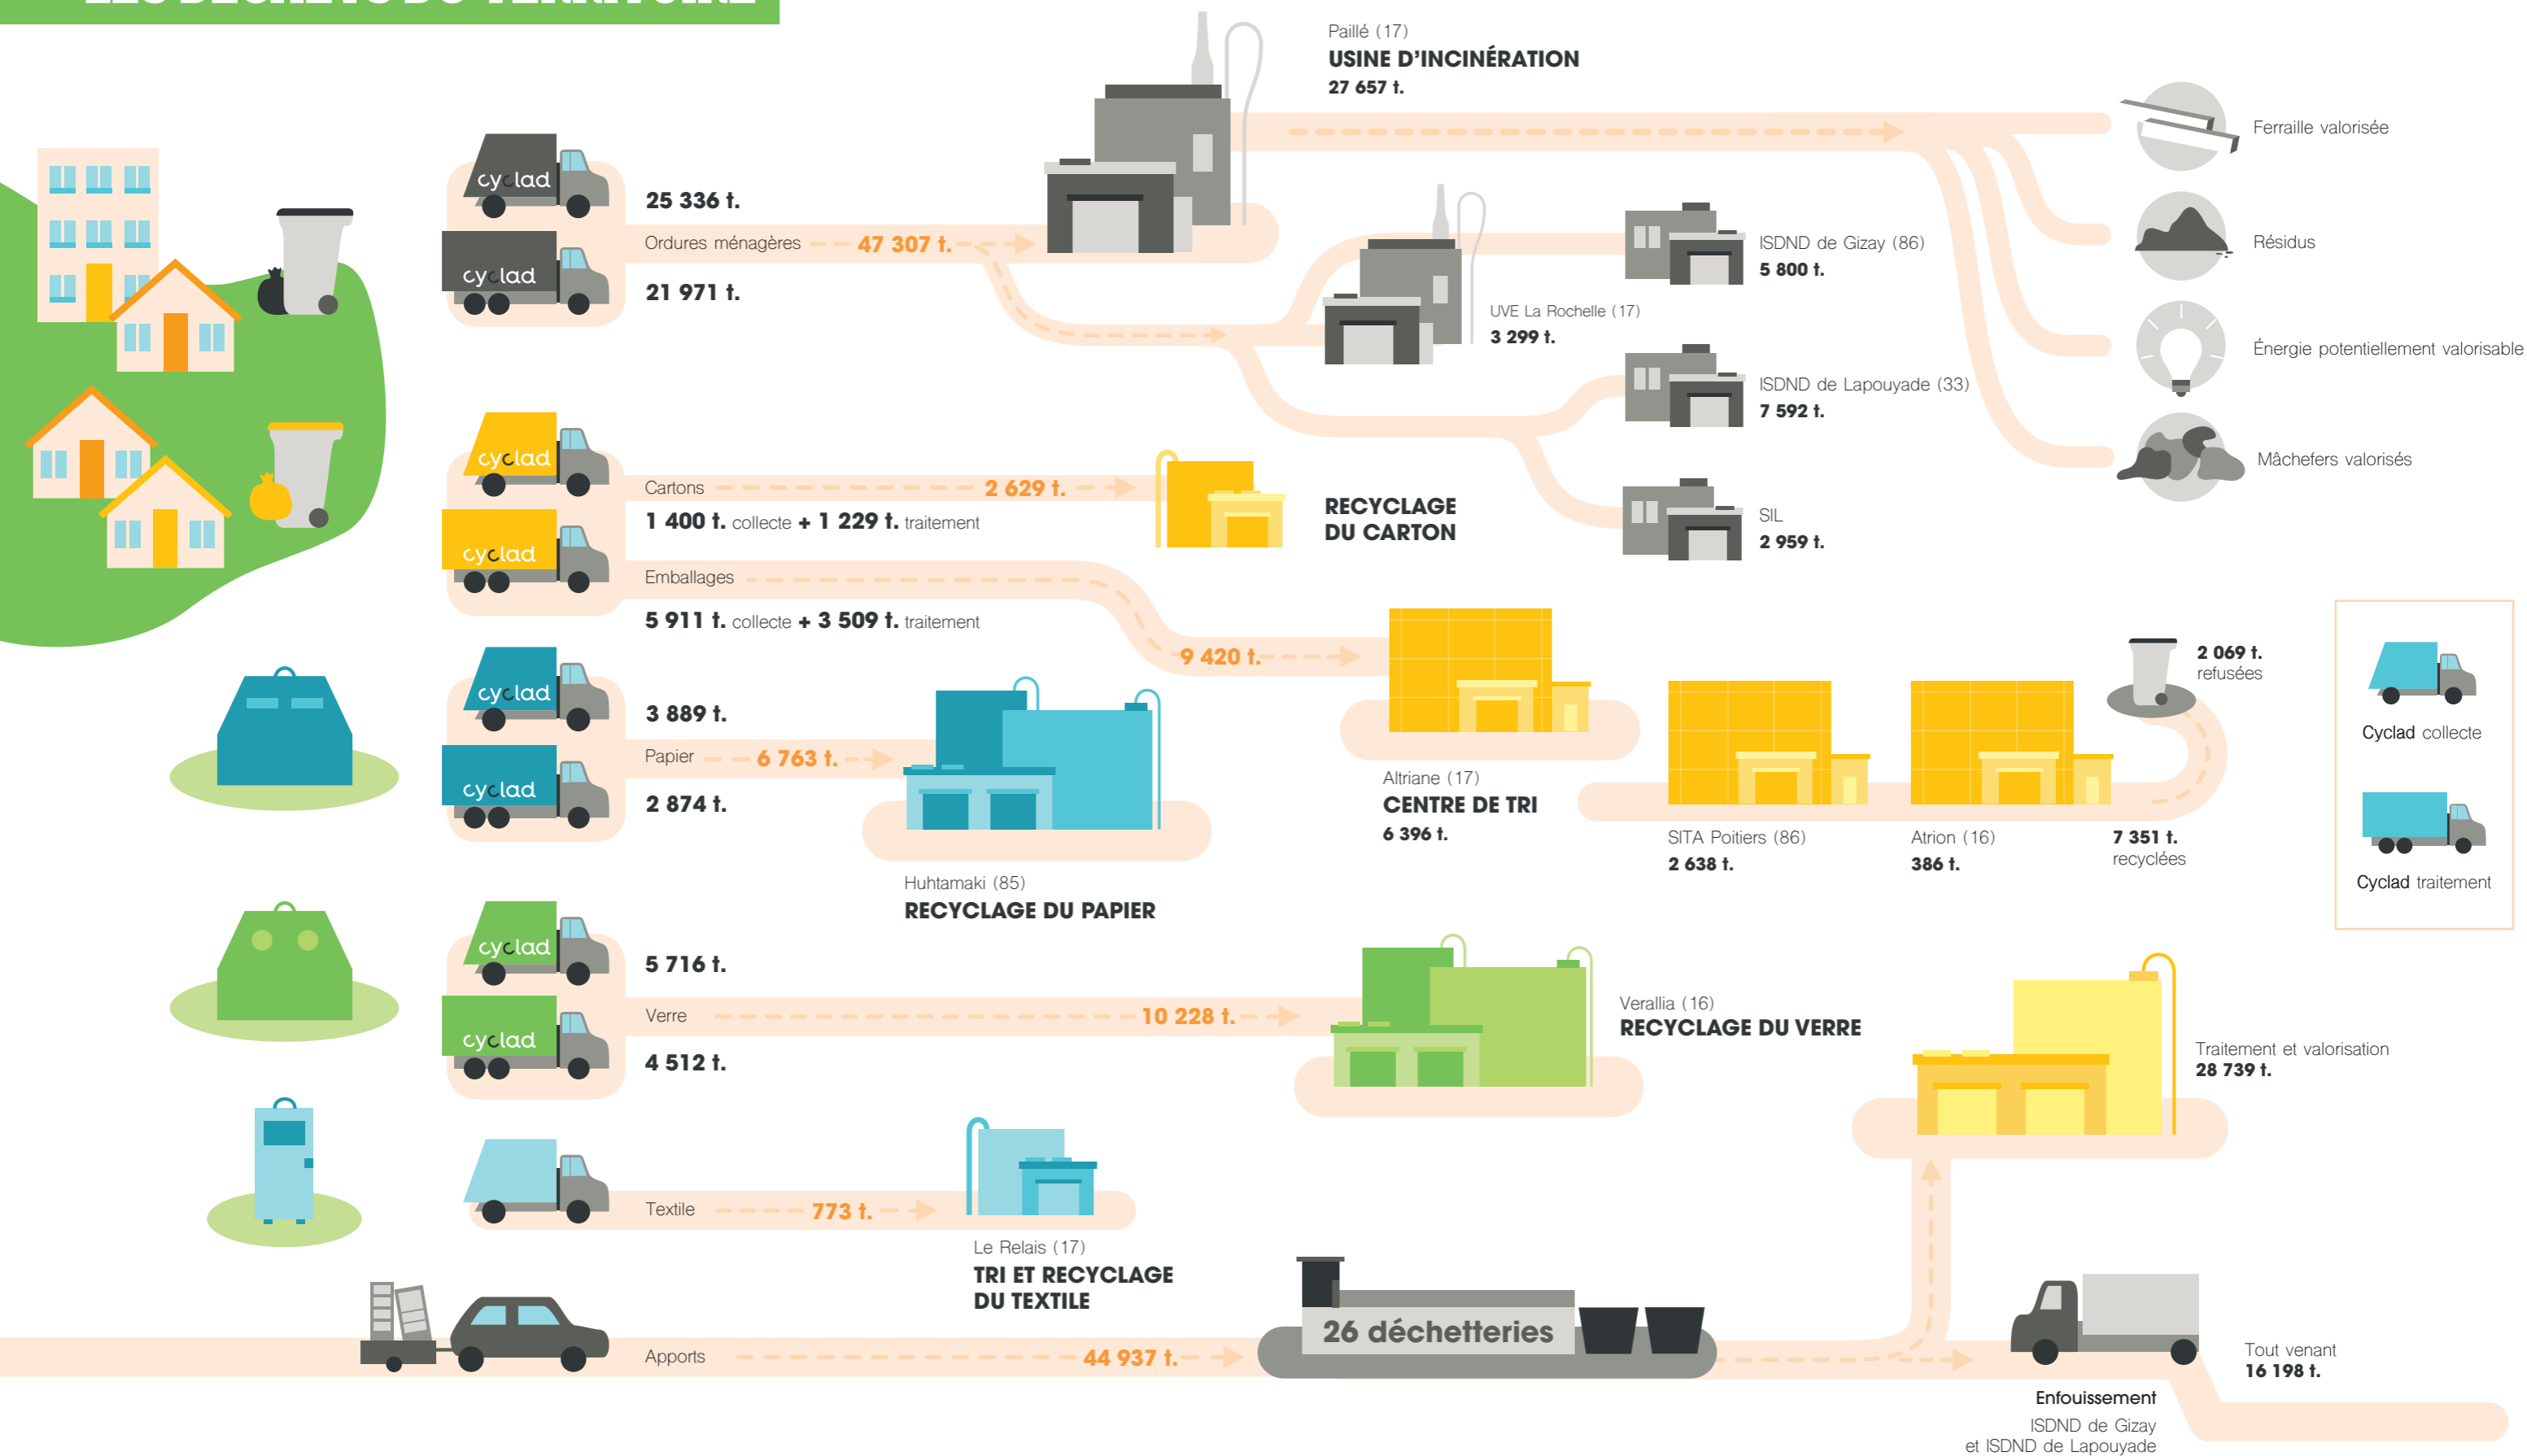 LES DÉCHETS DU TERRITOIRE
Paillé (17)
USINE D'INCINÉRATION
27 657 t.
Ferraille valorisée
Résidus
Énergie potentiellement valorisable
Mâchefers valorisés
cyclad
25 336 t.
Ordures ménagères
47 307 t.
cyclad
21 971 t.
ISDND de Gizay (86)
5 800 t.
UVE La Rochelle (17)
3 299 t.
ISDND de Lapouyade (33)
7 592 t.
SIL
2 959 t.
cyclad
Cartons
2 629 t.
1 400 t. collecte + 1 229 t. traitement
RECYCLAGE
DU CARTON
cyclad
Emballages
5 911 t. collecte + 3 509 t. traitement
9 420 t.
Altriane (17)
CENTRE DE TRI
6 396 t.
SITA Poitiers (86)
2 638 t.
Atrion (16)
386 t.
2 069 t.
refusées
7 351 t.
recyclées
Cyclad collecte
Cyclad traitement
cyclad
3 889 t.
Papier
6 763 t.
cyclad
2 874 t.
Huhtamaki (85)
RECYCLAGE DU PAPIER
cyclad
5 716 t.
Verre
10 228 t.
cyclad
4 512 t.
Verallia (16)
RECYCLAGE DU VERRE
Traitement et valorisation
28 739 t.
Textile
773 t.
Le Relais (17)
TRI ET RECYCLAGE
DU TEXTILE
Apports
44 937 t.
26 déchetteries
Tout venant
16 198 t.
Enfouissement
ISDND de Gizay
et ISDND de Lapouyade